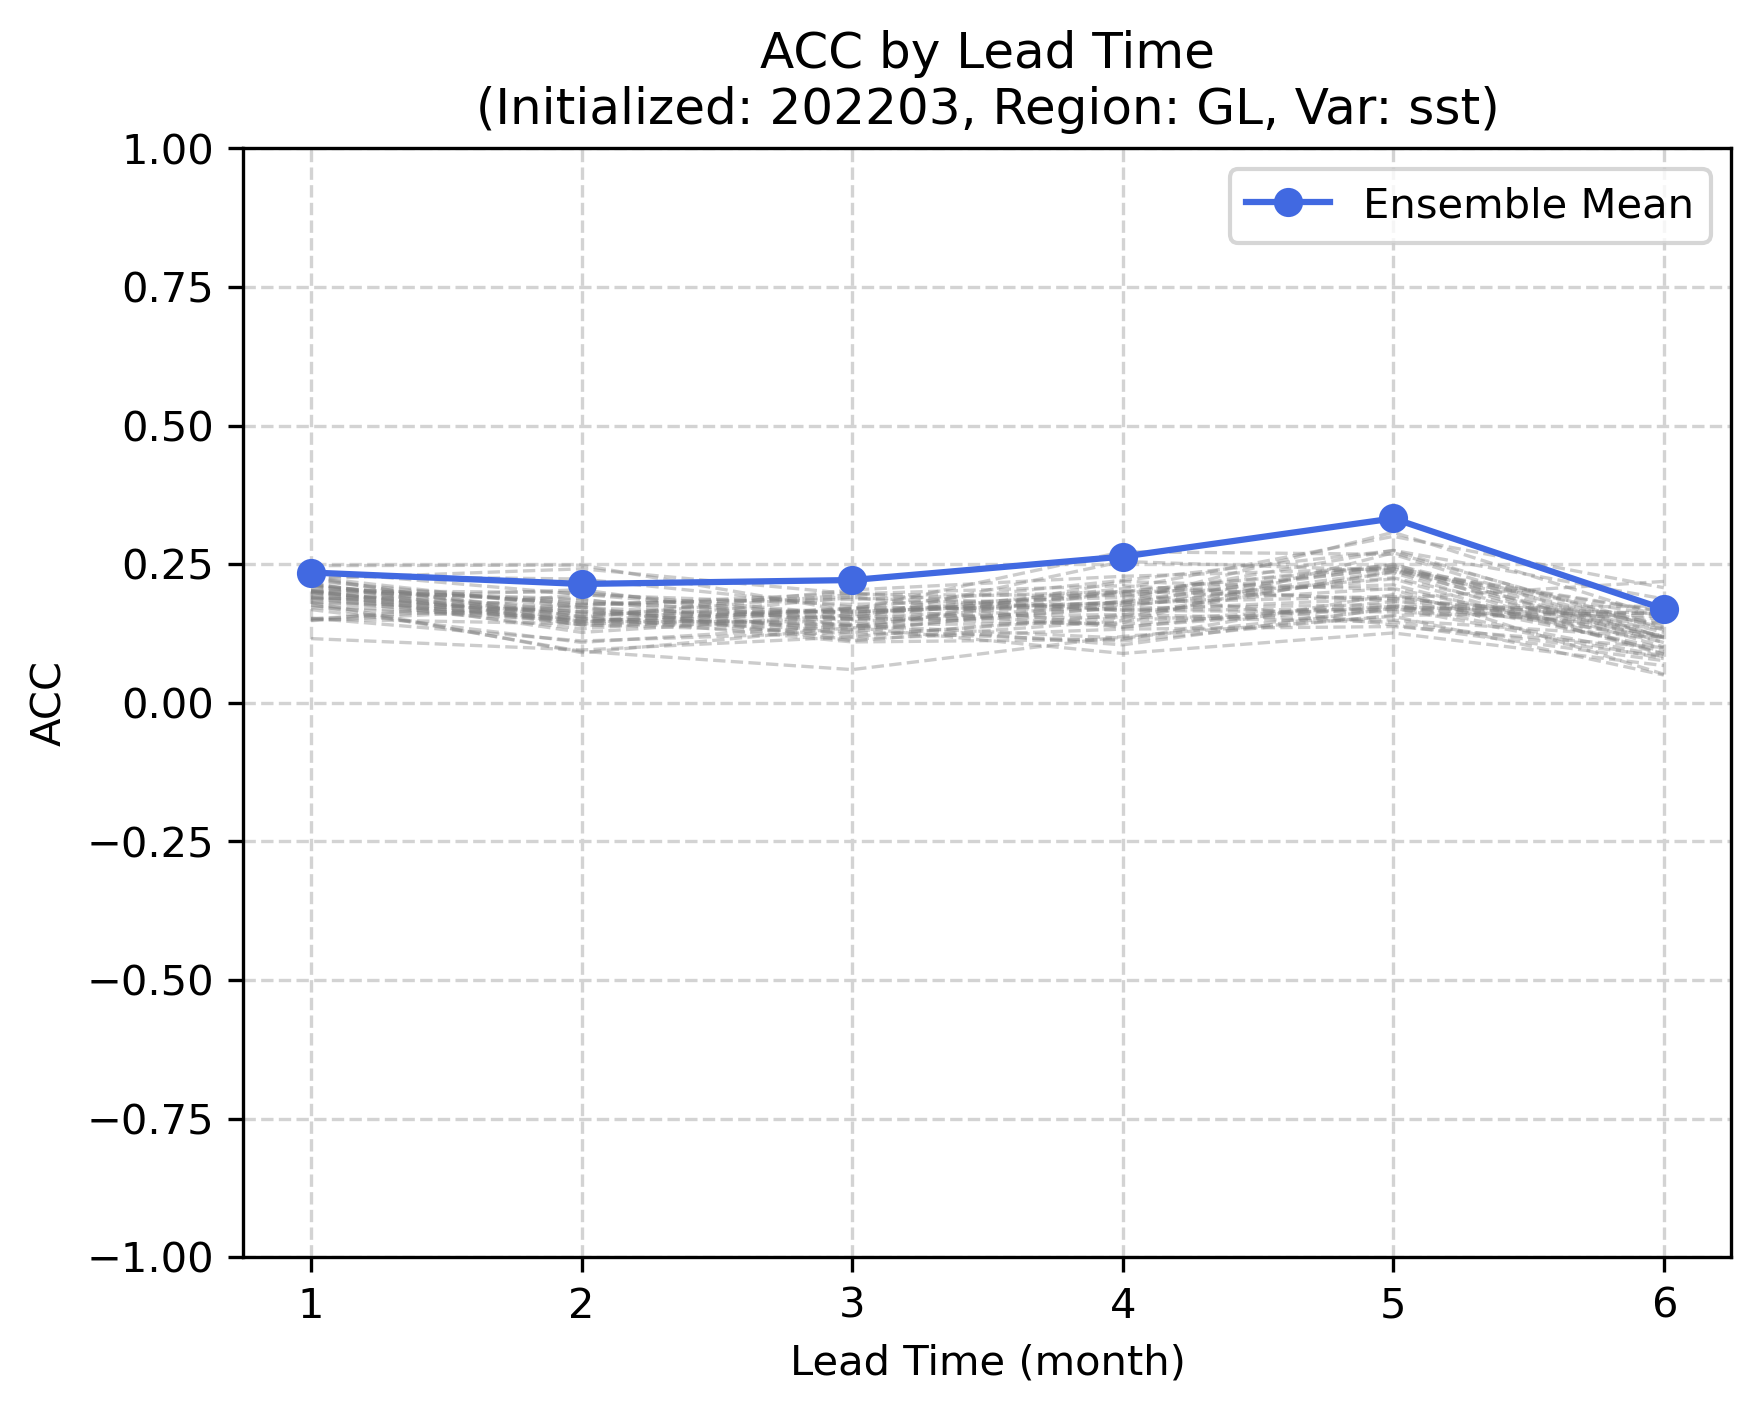 ACC by Lead Time
(Initialized: 202203, Region: GL, Var: sst)
Ensemble Mean
1.00
0.75
0.50
0.25
0.00
−0.25
−0.50
−0.75
−1.00
ACC
1 2 3 4 5 6
Lead Time (month)